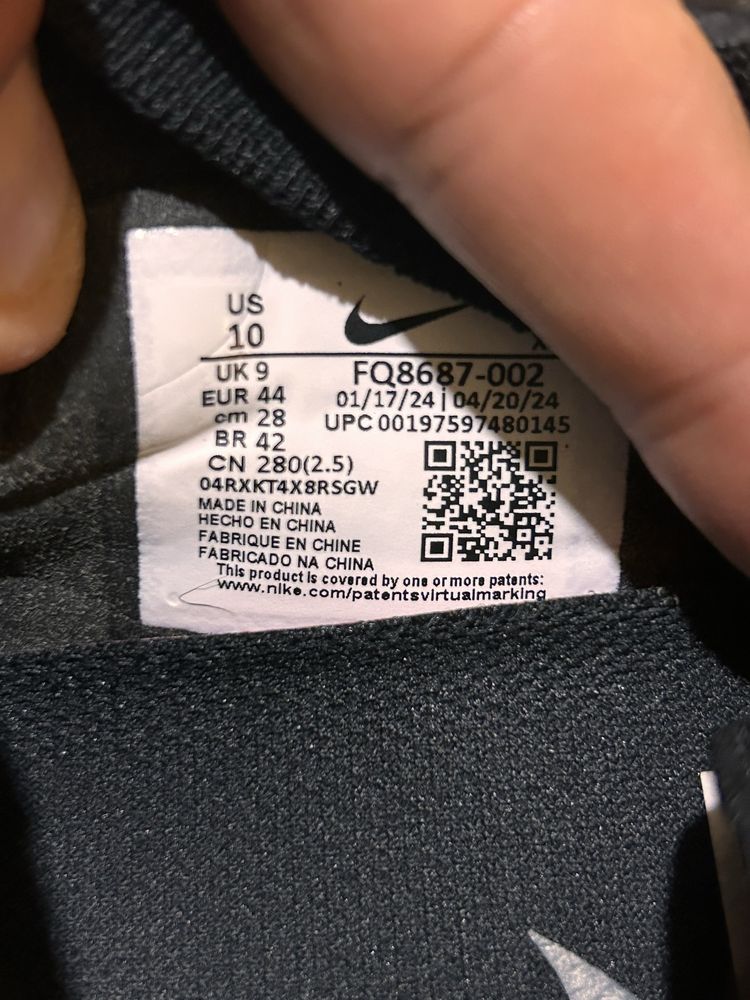 US
10
UK 9
EUR 44
cm 28
BR 42
CN 280(2.5)
04RXKT4X8RSGW
MADE IN CHINA
HECHO EN CHINA
FABRIQUE EN CHINE
FABRICADO NA CHINA
FQ8687-002
01/17/24 | 04/20/24
UPC 00197597480145
This product is covered by one or more patents:
www.nike.com/patentsvirtualmarking